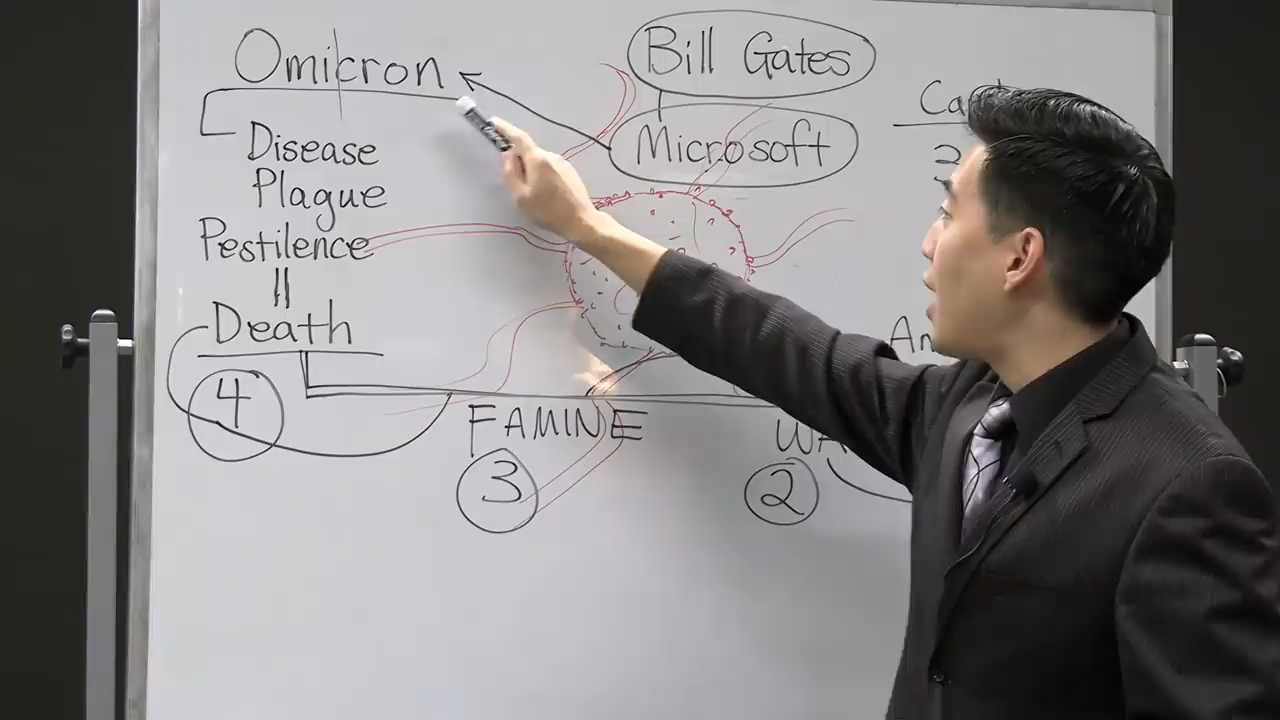 Omicron
Disease
Plague
Pestilence
Death
4
Bill Gates
Microsoft
FAMINE
3
2